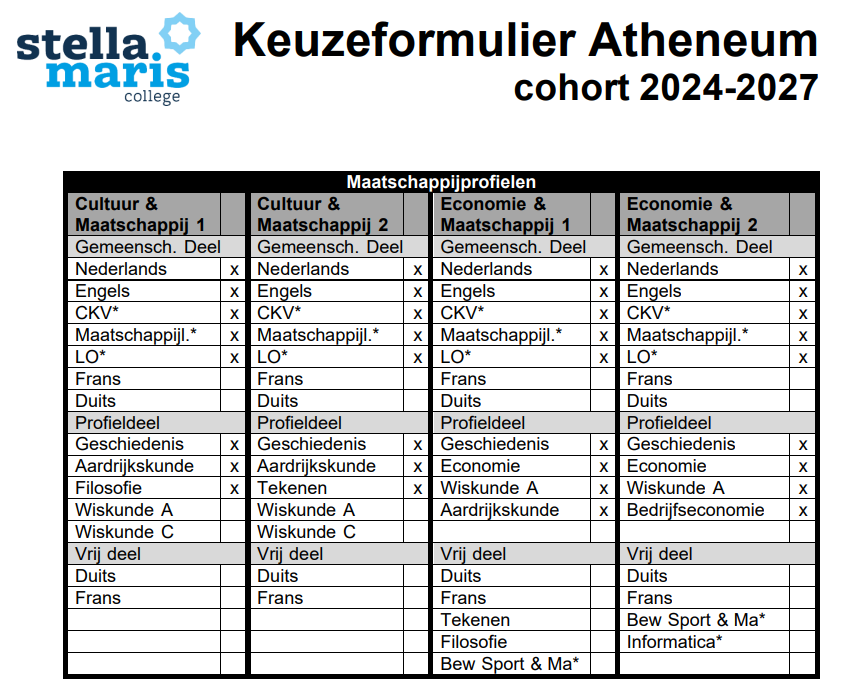 stella
maris
college
Keuzeformulier Atheneum
cohort 2024-2027
Maatschappijprofielen
Cultuur & Maatschappij 1 | Cultuur & Maatschappij 2 | Economie & Maatschappij 1 | Economie & Maatschappij 2
Gemeensch. Deel | Gemeensch. Deel | Gemeensch. Deel | Gemeensch. Deel
Nederlands x | Nederlands x | Nederlands x | Nederlands x
Engels x | Engels x | Engels x | Engels x
CKV* x | CKV* x | CKV* x | CKV* x
Maatschappijl.* x | Maatschappijl.* x | Maatschappijl.* x | Maatschappijl.* x
LO* x | LO* x | LO* x | LO* x
Frans | Frans | Frans | Frans
Duits | Duits | Duits | Duits
Profieldeel | Profieldeel | Profieldeel | Profieldeel
Geschiedenis x | Geschiedenis x | Geschiedenis x | Geschiedenis x
Aardrijkskunde x | Aardrijkskunde x | Economie x | Economie x
Filosofie x | Tekenen x | Wiskunde A x | Wiskunde A x
Wiskunde A | Wiskunde A | Aardrijkskunde x | Bedrijfseconomie x
Wiskunde C | Wiskunde C
Vrij deel | Vrij deel | Vrij deel | Vrij deel
Duits | Duits | Duits | Duits
Frans | Frans | Frans | Frans
Tekenen | Bew Sport & Ma*
Filosofie | Informatica*
Bew Sport & Ma*